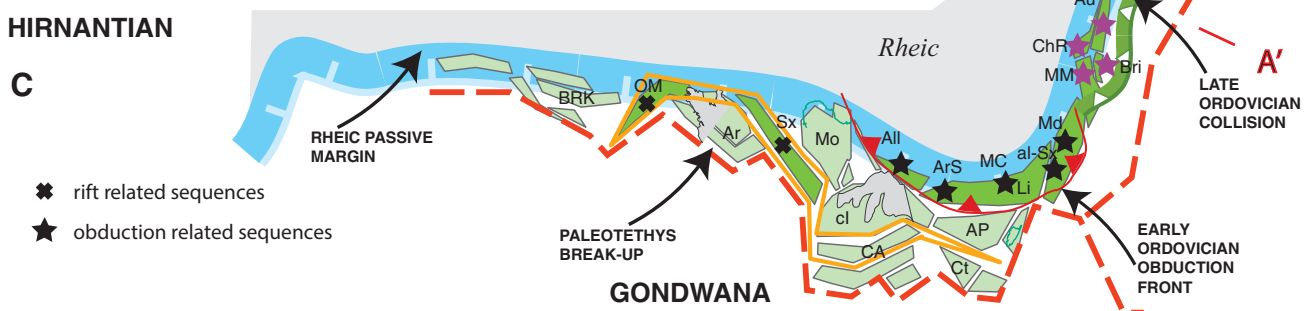 HIRNANTIAN
C
Rheic
Au
ChR
MM
Bri
A'
LATE
ORDOVICIAN
COLLISION
RHEIC PASSIVE
MARGIN
BRK
OM
Ar
Sx
Mo
All
ArS
MC
Li
al-Sx
Md
cl
CA
AP
Ct
rift related sequences
obduction related sequences
PALEOTETHYS
BREAK-UP
GONDWANA
EARLY
ORDOVICIAN
OBDUCTION
FRONT